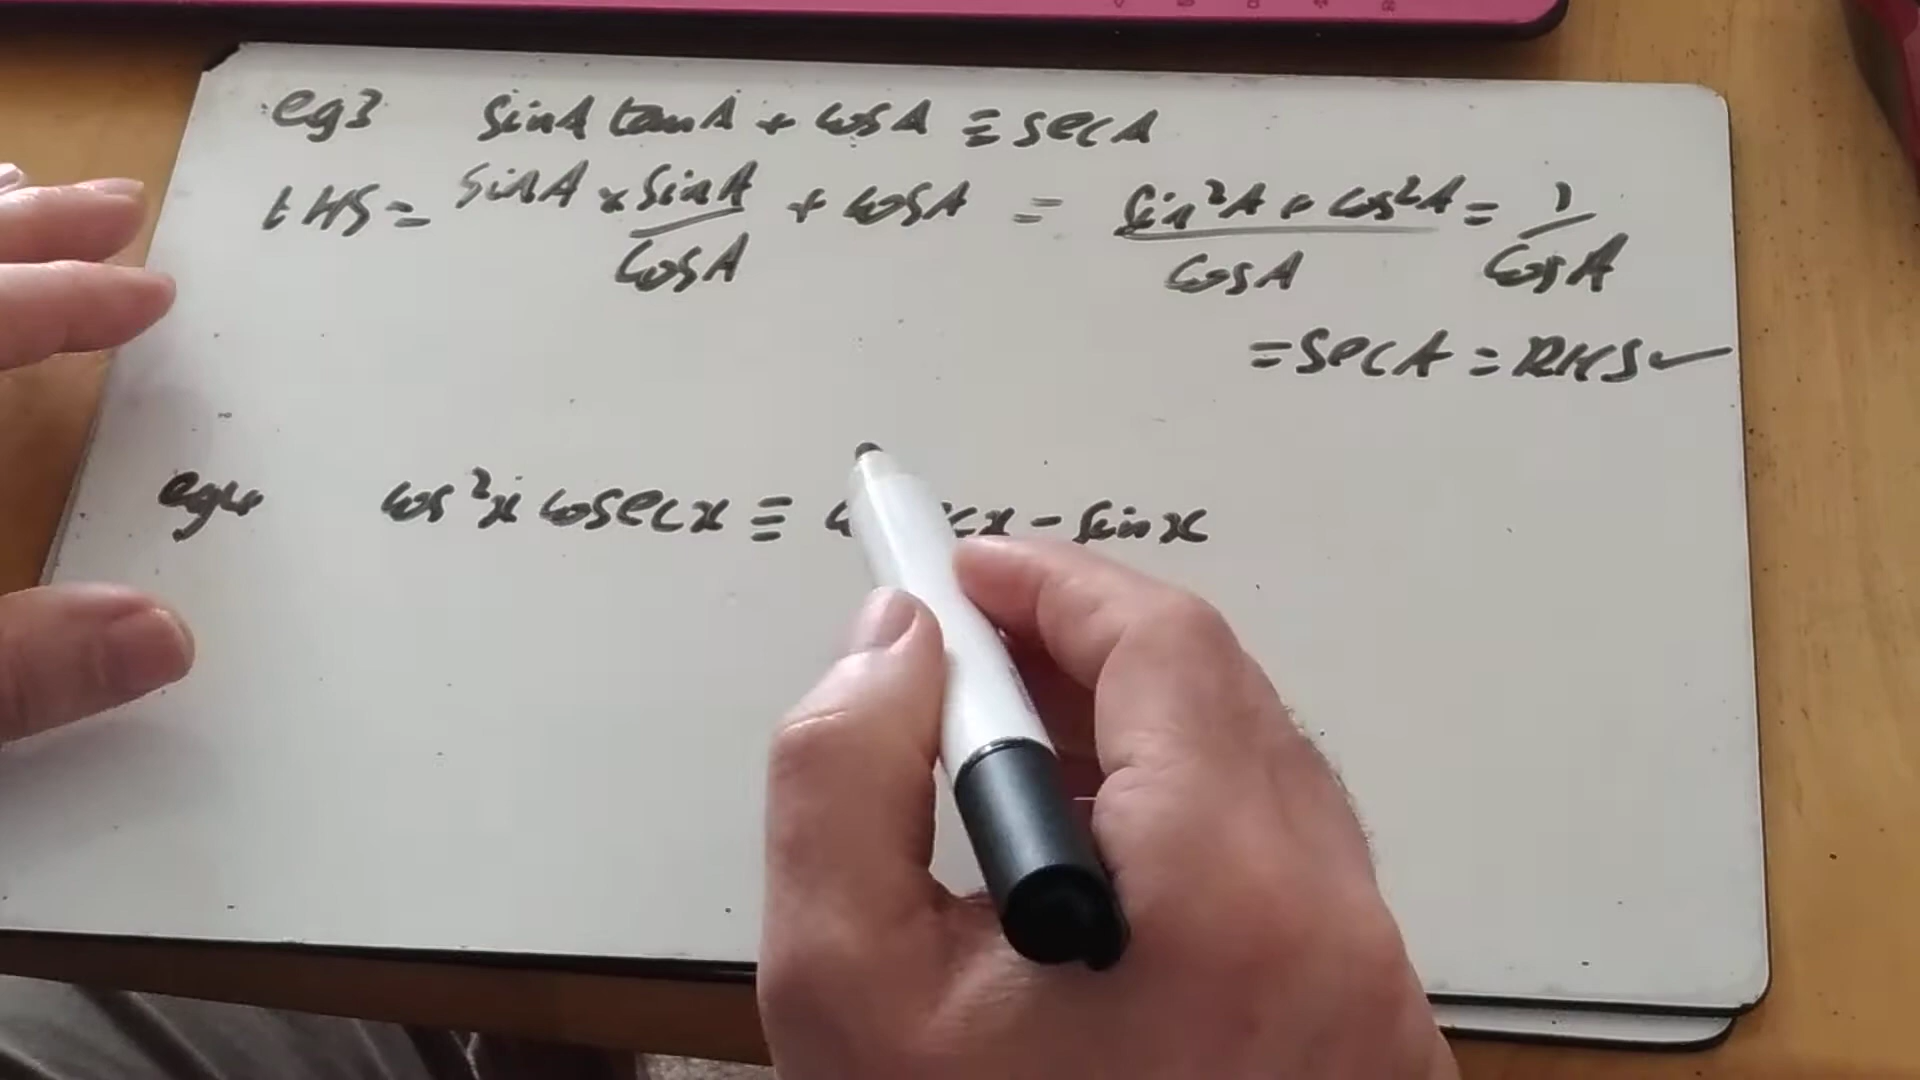 eg3 sinA tanA + cosA ≡ secA
LHS = sinA × sinA/cosA + cosA = sin²A + cos²A/cosA = 1/cosA
= secA = RHS ✓
eg4 cos²x cosecx ≡ - sinx